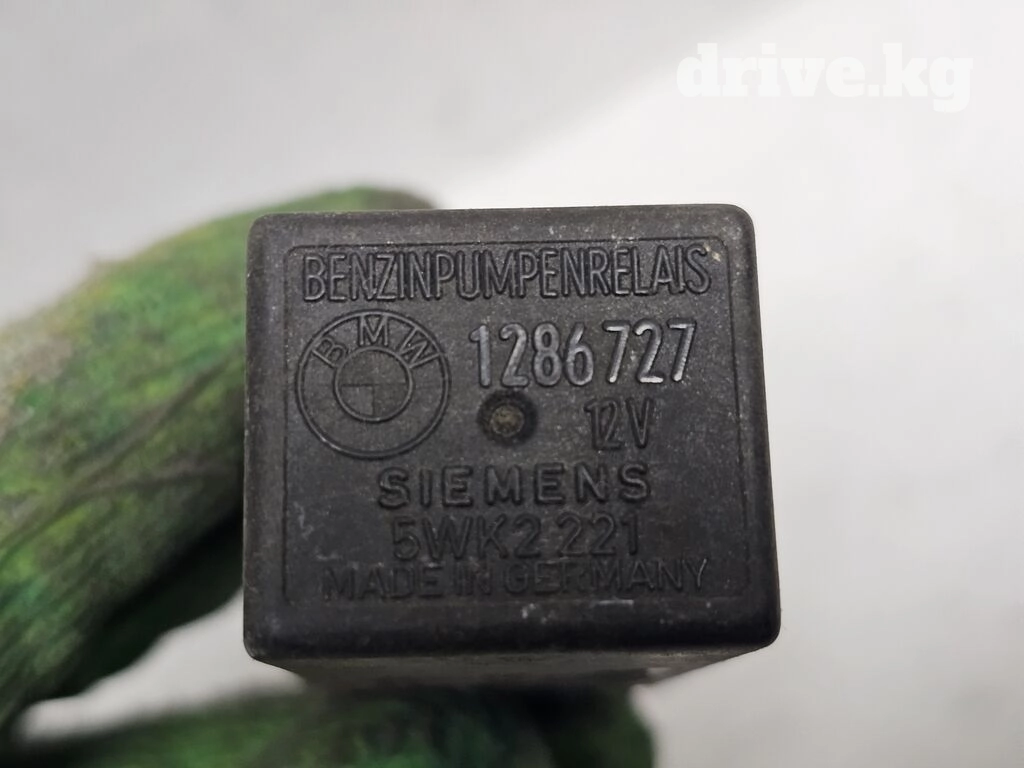 drive.kg
BENZINPUMPENRELAIS
BMW
1286727
12V
SIEMENS
5WK2 221
MADE IN GERMANY